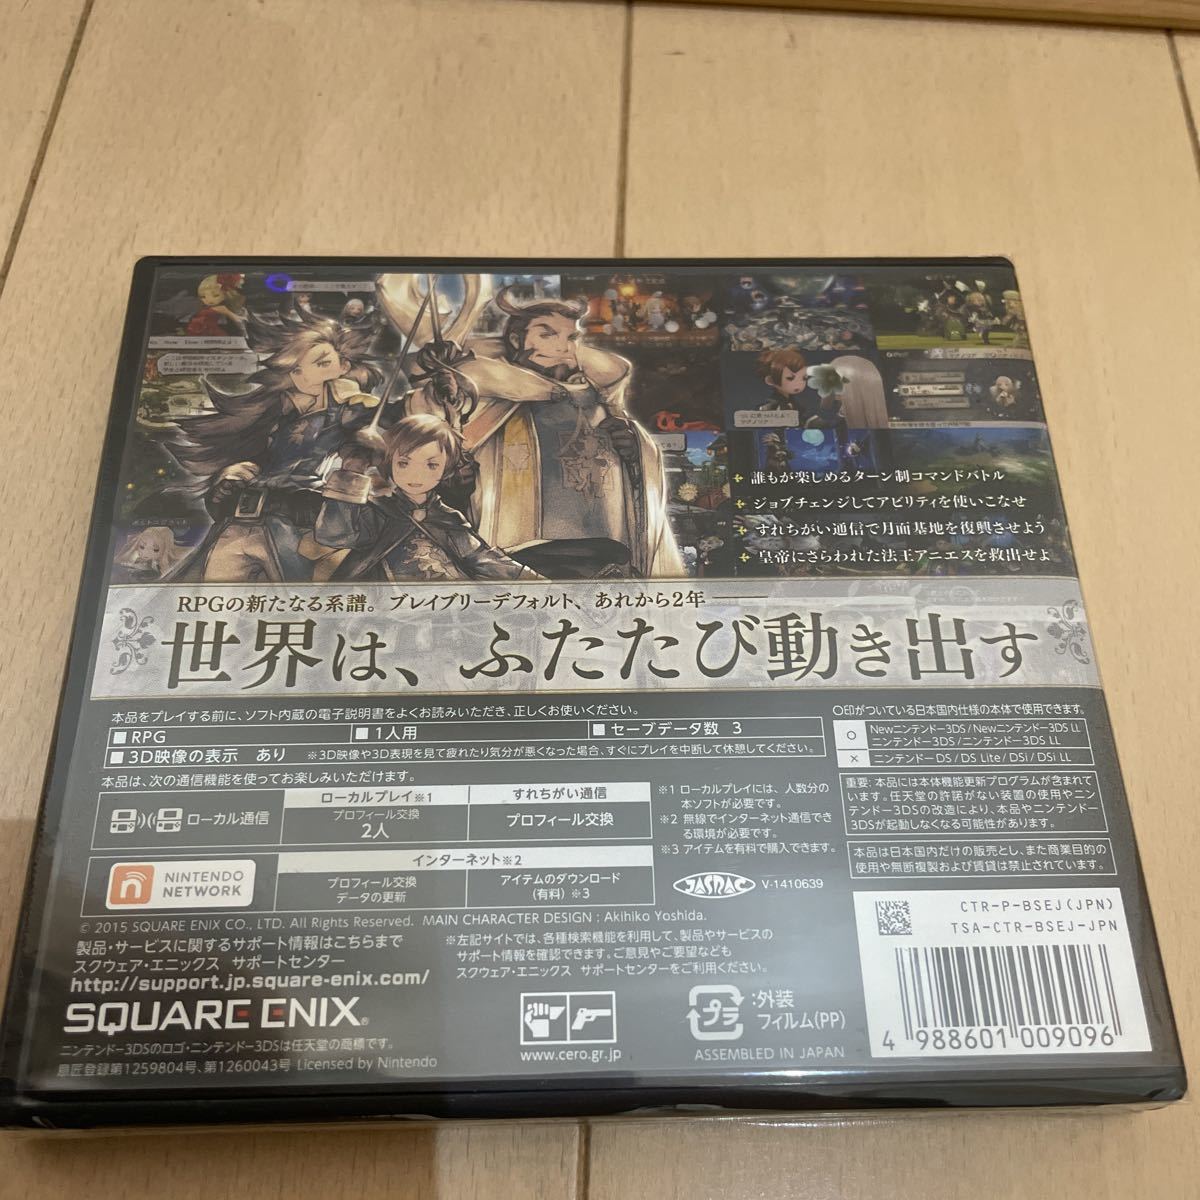 誰もが楽しめるターン制コマンドバトル
ジョブチェンジしてアビリティを使いこなせ
すれちがい通信で月面基地を復興させよう
皇帝にさらわれた法王アニエスを救出せよ
RPGの新たなる系譜。ブレイブリーデフォルト、あれから2年――
世界は、ふたたび動き出す
本品をプレイする前に、ソフト内蔵の電子説明書をよくお読みいただき、正しくお使いください。
■RPG ■1人用 ■セーブデータ数 3
■3D映像の表示 あり ※3D映像や3D表現を見て疲れたり気分が悪くなった場合、すぐにプレイを中断して休憩してください。
〇印がついている日本国内仕様の本体で使用できます。
〇 Newニンテンドー3DS/Newニンテンドー3DS LL
ニンテンドー3DS/ニンテンドー3DS LL
× ニンテンドーDS/DS Lite/DSi/DSi LL
本品は、次の通信機能を使ってお楽しみいただけます。
ローカル通信
ローカルプレイ※1 すれちがい通信
プロフィール交換
2人
プロフィール交換
NINTENDO
NETWORK
インターネット※2
プロフィール交換
データの更新
アイテムのダウンロード
(有料)※3
※1 ローカルプレイには、人数分の
本ソフトが必要です。
※2 無線でインターネット通信でき
る環境が必要です。
※3 アイテムを有料で購入できます。
JASRAC
V-1410639
重要:本品には本体機能更新プログラムが含まれて
います。任天堂の許諾がない装置の使用やニン
テンドー3DSの改造により、本品やニンテンドー
3DSが起動しなくなる可能性があります。
本品は日本国内だけの販売とし、また商業目的の
使用や無断複製および賃貸は禁止されています。
© 2015 SQUARE ENIX CO., LTD. All Rights Reserved. MAIN CHARACTER DESIGN : Akihiko Yoshida.
製品・サービスに関するサポート情報はこちらまで
スクウェア・エニックス サポートセンター
http://support.jp.square-enix.com/
※左記サイトでは、各種検索機能を利用して、製品やサービスの
サポート情報を確認できます。ご意見やご要望なども
スクウェア・エニックス サポートセンターをご利用ください。
SQUARE ENIX®
ニンテンドー3DSのロゴ・ニンテンドー3DSは任天堂の商標です。
意匠登録第1259804号、第1260043号 Licensed by Nintendo
www.cero.gr.jp
プラ
:外装
フィルム(PP)
ASSEMBLED IN JAPAN
CTR-P-BSEJ(JPN)
TSA-CTR-BSEJ-JPN
4 988601 009096